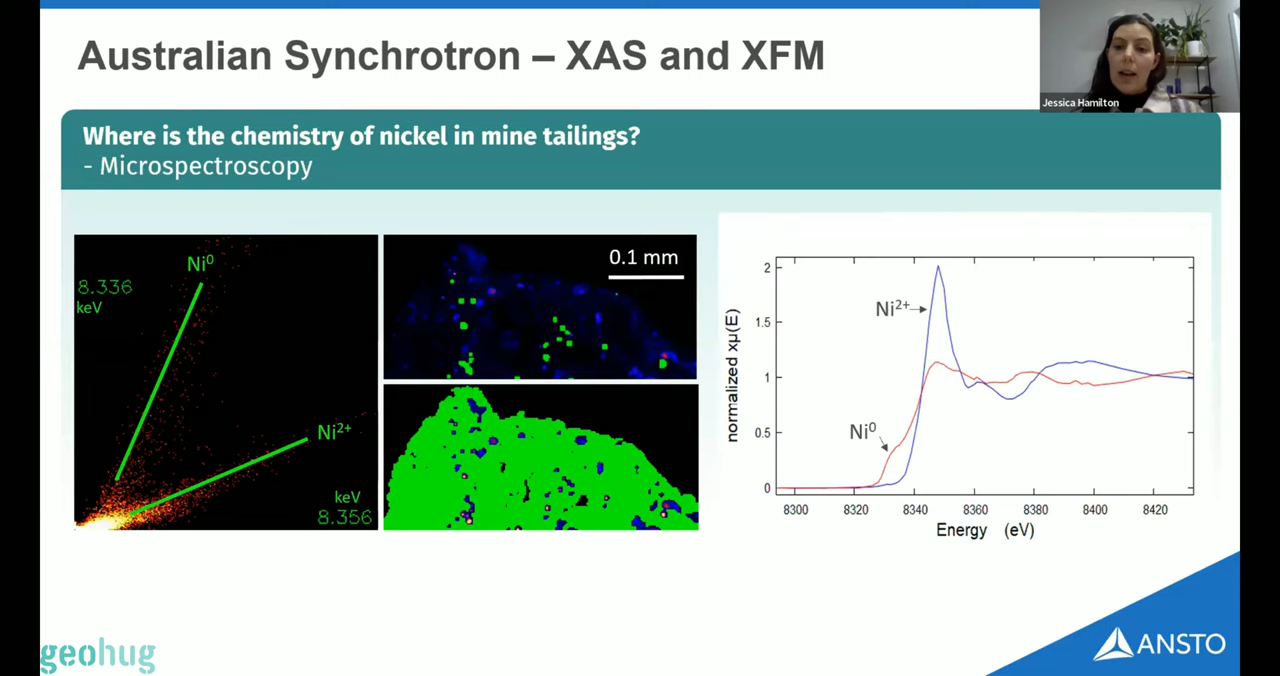 Australian Synchrotron – XAS and XFM
Jessica Hamilton
Where is the chemistry of nickel in mine tailings?
- Microspectroscopy
Ni⁰
8.336
keV
Ni²⁺
keV
8.356
0.1 mm
normalized xμ(E)
2
1.5
1
0.5
0
Ni²⁺
Ni⁰
8300
8320
8340
8360
8380
8400
8420
Energy (eV)
geohug
ANSTO